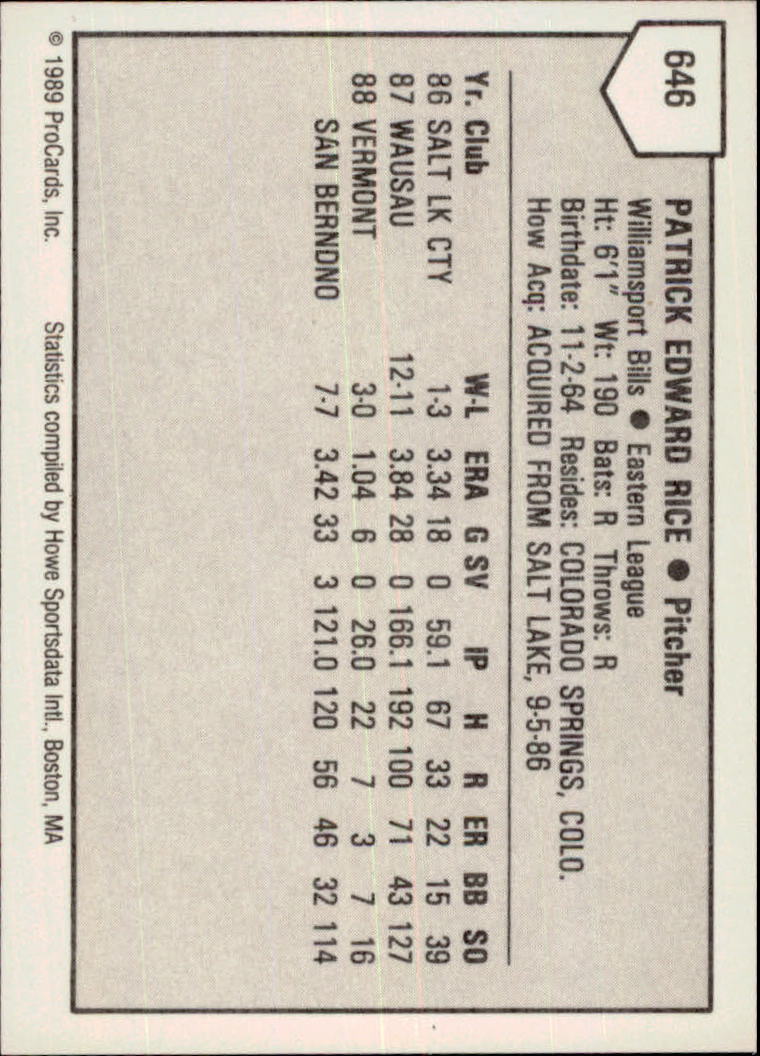 646
PATRICK EDWARD RICE ● Pitcher
Williamsport Bills ● Eastern League
Ht: 6'1" Wt: 190 Bats: R Throws: R
Birthdate: 11-2-64 Resides: COLORADO SPRINGS, COLO.
How Acq: ACQUIRED FROM SALT LAKE, 9-5-86
Yr. Club W-L ERA G SV IP H R ER BB SO
86 SALT LK CTY 1-3 3.34 18 0 59.1 67 33 22 15 39
87 WAUSAU 12-11 3.84 28 0 166.1 192 100 71 43 127
88 VERMONT 3-0 1.04 6 0 26.0 22 7 3 7 16
SAN BERNDNO 7-7 3.42 33 3 121.0 120 56 46 32 114
© 1989 ProCards, Inc. Statistics compiled by Howe Sportsdata Intl., Boston, MA